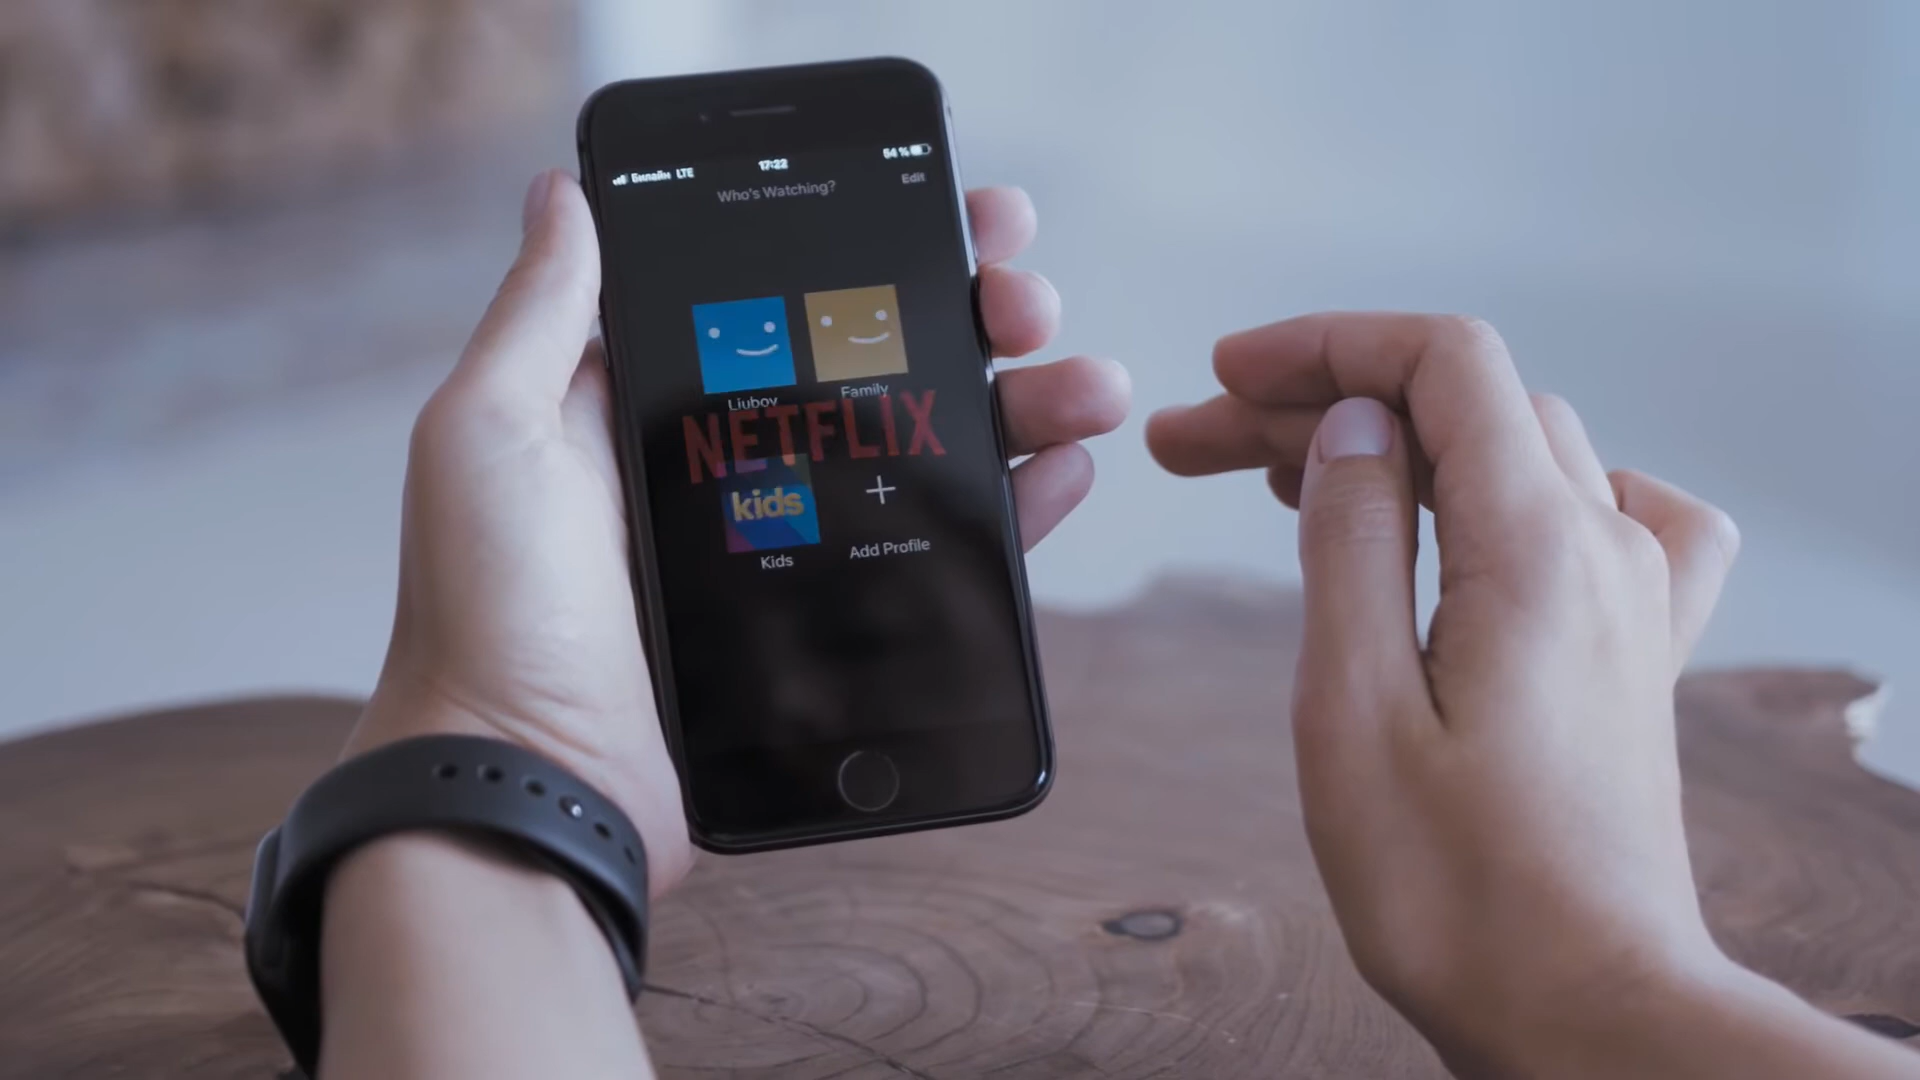 Билайн LTE
17:22
54 %
Who's Watching?
Edit
Liubov
Family
NETFLIX
kids
Kids
Add Profile